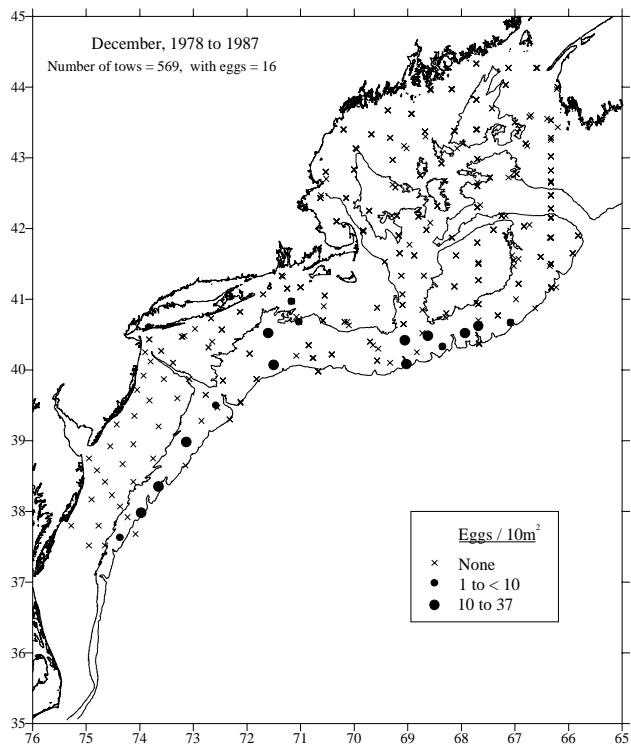 December, 1978 to 1987
Number of tows = 569, with eggs = 16
45
44
43
42
41
40
39
38
37
36
35
Eggs / 10m²
None
1 to < 10
10 to 37
76 75 74 73 72 71 70 69 68 67 66 65